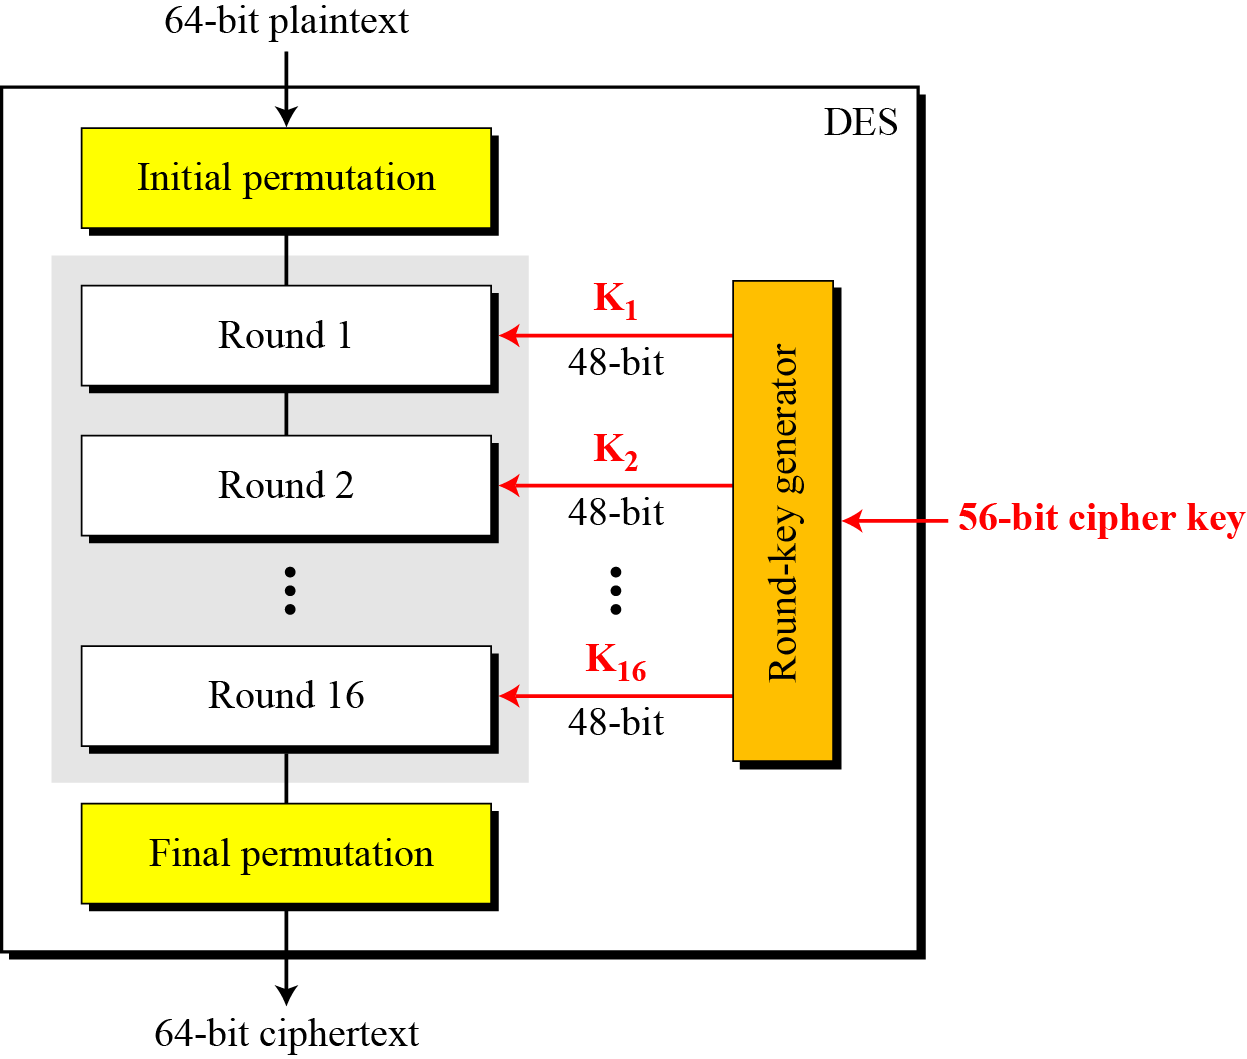 64-bit plaintext
DES
Initial permutation
Round 1
K1
48-bit
Round 2
K2
48-bit
Round 16
K16
48-bit
Round-key generator
56-bit cipher key
Final permutation
64-bit ciphertext